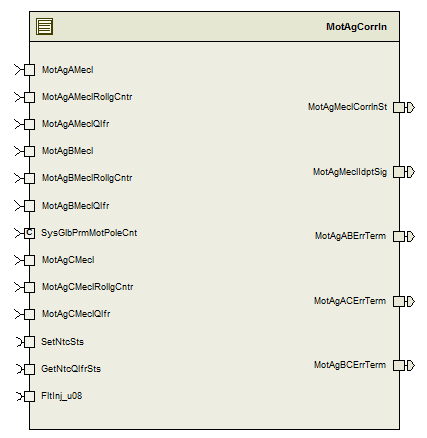 MotAgCorrln
MotAgAMecl
MotAgAMeclRollgCntr
MotAgAMeclQlfr
MotAgBMecl
MotAgBMeclRollgCntr
MotAgBMeclQlfr
C SysGlbPrmMotPoleCnt
MotAgCMecl
MotAgCMeclRollgCntr
MotAgCMeclQlfr
SetNtcSts
GetNtcQlfrSts
FltInj_u08
MotAgMeclCorrlnSt
MotAgMeclIdptSig
MotAgABErrTerm
MotAgACErrTerm
MotAgBCErrTerm